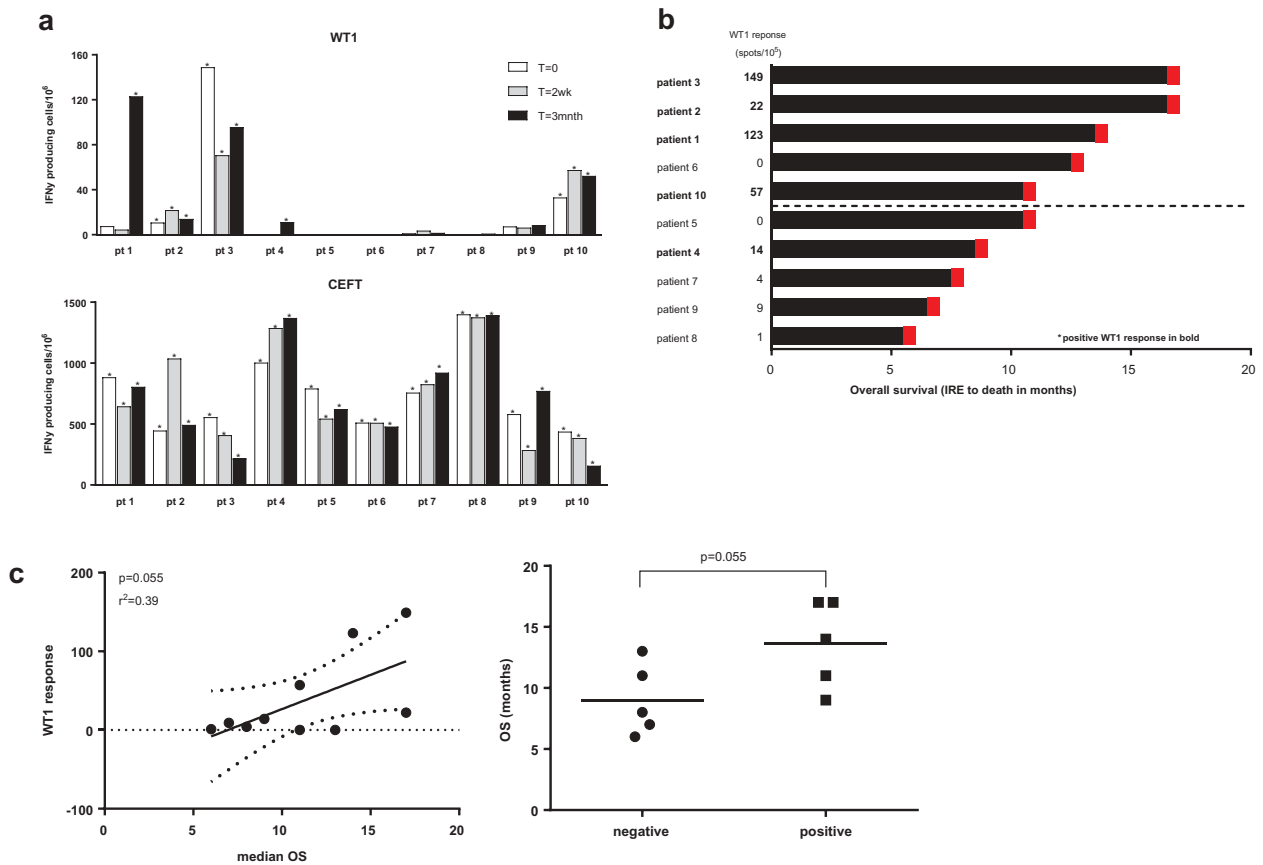 a
WT1
IFNy producing cells/10⁶
160
120
80
40
0
T=0
T=2wk
T=3mnth
* * * * * * * * * * * *
pt 1 pt 2 pt 3 pt 4 pt 5 pt 6 pt 7 pt 8 pt 9 pt 10
CEFT
IFNy producing cells/10⁶
1500
1000
500
0
* * * * * * * * * * * * * * * * * * * * * * * * * * * * * *
pt 1 pt 2 pt 3 pt 4 pt 5 pt 6 pt 7 pt 8 pt 9 pt 10
b
WT1 reponse
(spots/10⁵)
patient 3 149
patient 2 22
patient 1 123
patient 6 0
patient 10 57
patient 5 0
patient 4 14
patient 7 4
patient 9 9
patient 8 1
*positive WT1 response in bold
0 5 10 15 20
Overall survival (IRE to death in months)
c
WT1 response
200
100
0
-100
p=0.055
r²=0.39
0 5 10 15 20
median OS
p=0.055
OS (months)
20
15
10
5
0
negative positive